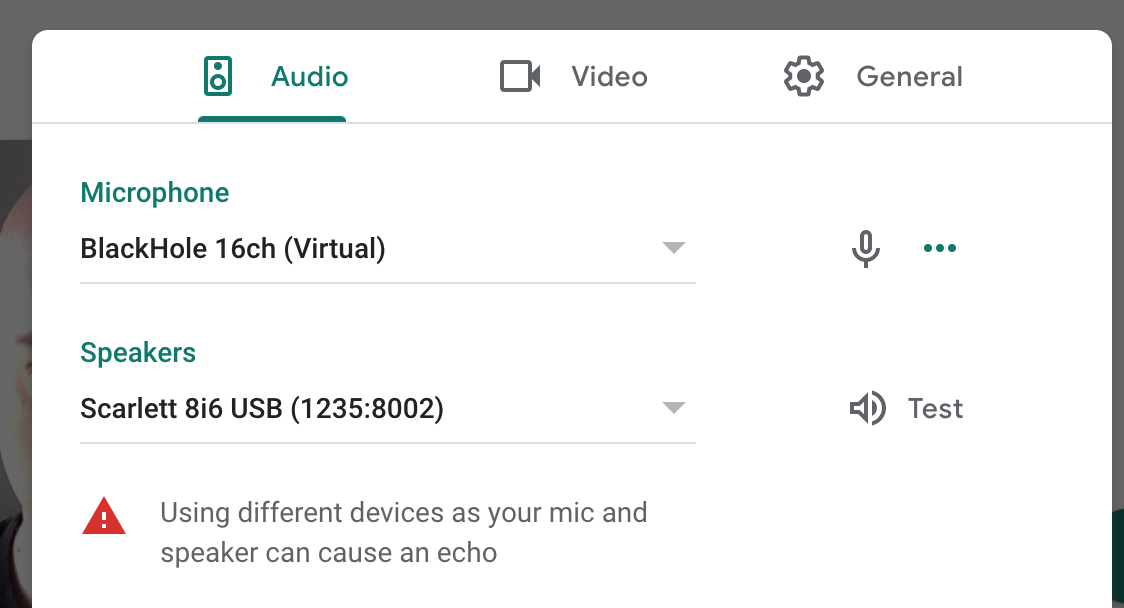 Audio Video General
Microphone
BlackHole 16ch (Virtual)
Speakers
Scarlett 8i6 USB (1235:8002)
Test
Using different devices as your mic and
speaker can cause an echo